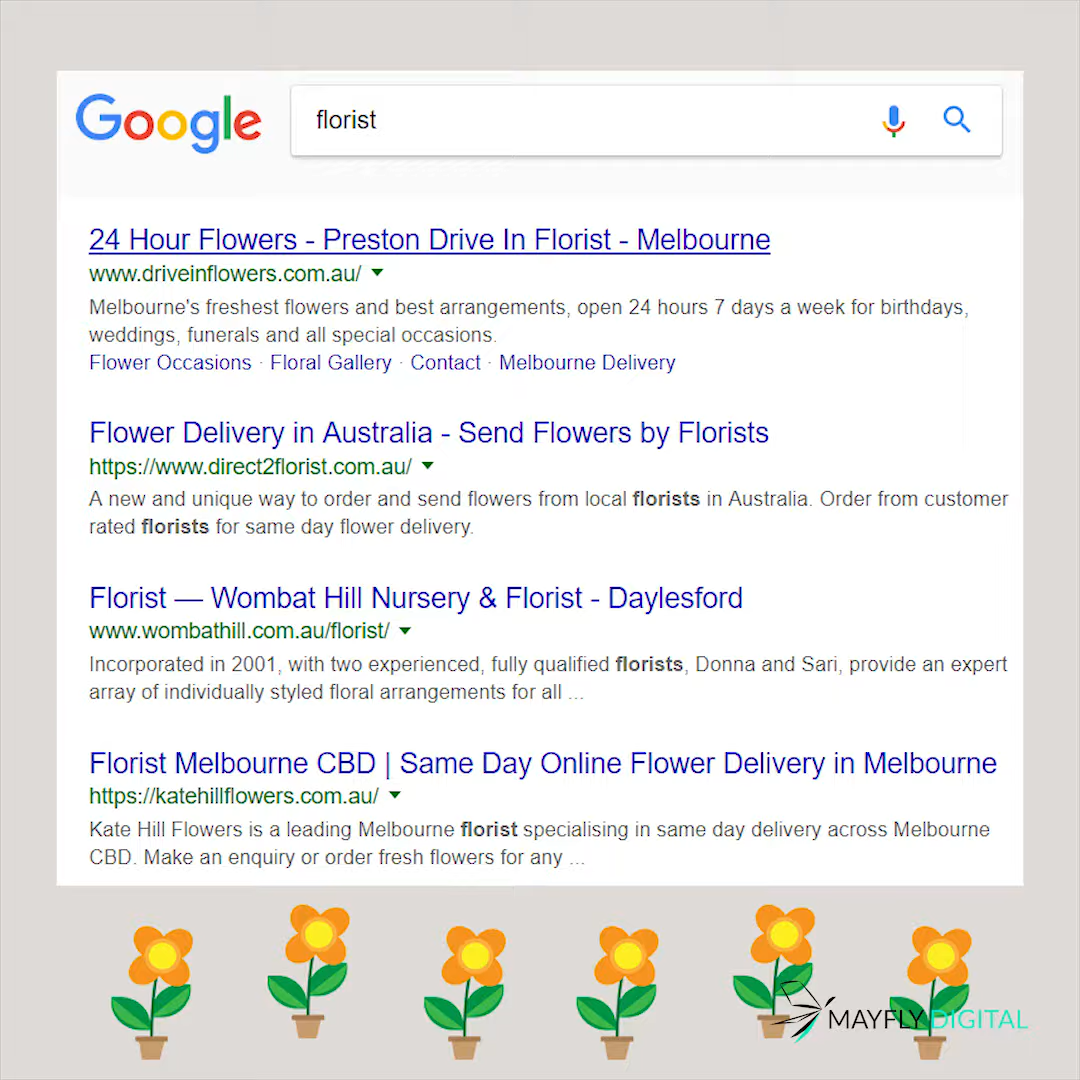 Google
florist
24 Hour Flowers - Preston Drive In Florist - Melbourne
www.driveinflowers.com.au/
Melbourne's freshest flowers and best arrangements, open 24 hours 7 days a week for birthdays,
weddings, funerals and all special occasions.
Flower Occasions · Floral Gallery · Contact · Melbourne Delivery
Flower Delivery in Australia - Send Flowers by Florists
https://www.direct2florist.com.au/
A new and unique way to order and send flowers from local florists in Australia. Order from customer
rated florists for same day flower delivery.
Florist — Wombat Hill Nursery & Florist - Daylesford
www.wombathill.com.au/florist/
Incorporated in 2001, with two experienced, fully qualified florists, Donna and Sari, provide an expert
array of individually styled floral arrangements for all ...
Florist Melbourne CBD | Same Day Online Flower Delivery in Melbourne
https://katehillflowers.com.au/
Kate Hill Flowers is a leading Melbourne florist specialising in same day delivery across Melbourne
CBD. Make an enquiry or order fresh flowers for any ...
MAYFLY DIGITAL